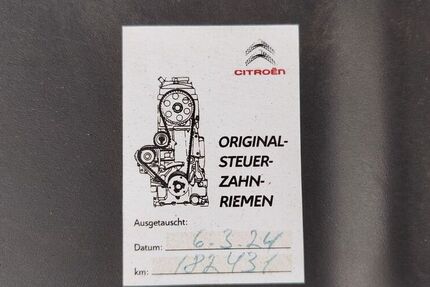 CITROËN
ORIGINAL-
STEUER-
ZAHN-
RIEMEN
Ausgetauscht:
Datum: 6.3.24
km: 182431